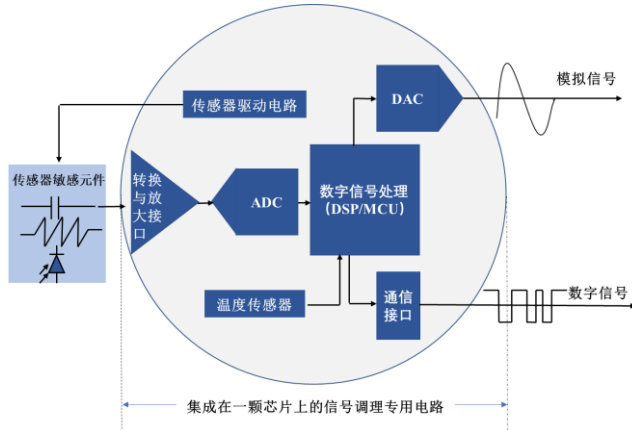 DAC
模拟信号
传感器驱动电路
传感器敏感元件
转换
与放
大接
口
ADC
数字信号处理
(DSP/MCU)
温度传感器
通信
接口
数字信号
集成在一颗芯片上的信号调理专用电路